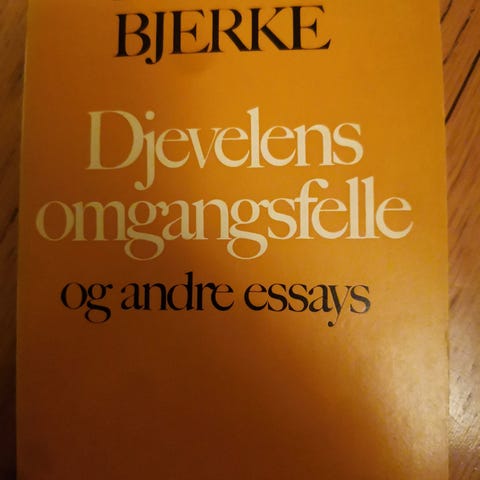 BJERKE
Djevelens
omgangsfelle
og andre essays